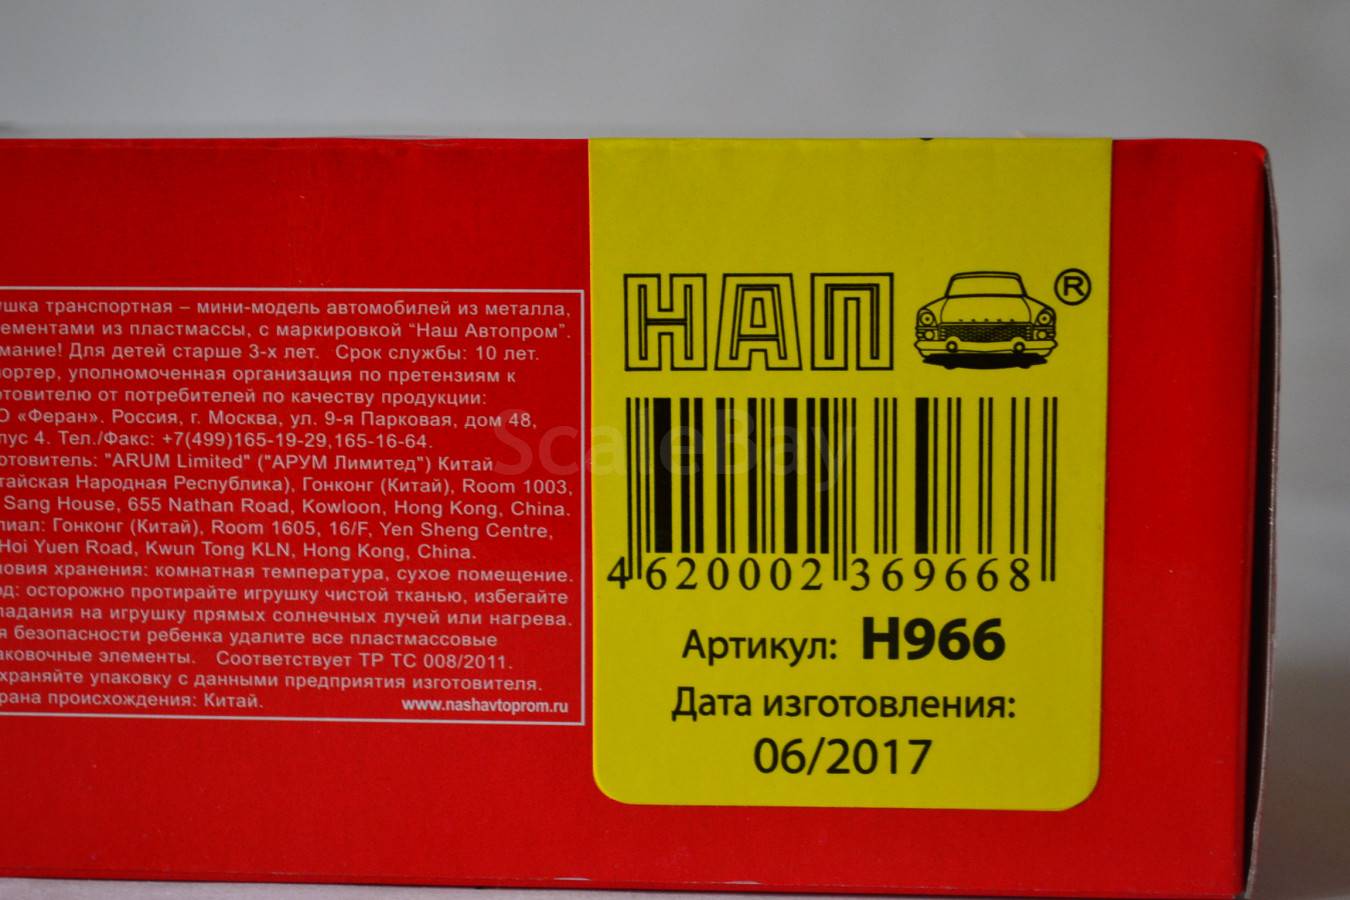 ушка транспортная – мини-модель автомобилей из металла,
ементами из пластмассы, с маркировкой “Наш Автопром”.
мание! Для детей старше 3-х лет. Срок службы: 10 лет.
портер, уполномоченная организация по претензиям к
отовителю от потребителей по качеству продукции:
О «Феран». Россия, г. Москва, ул. 9-я Парковая, дом 48,
пус 4. Тел./Факс: +7(499)165-19-29,165-16-64.
отовитель: "ARUM Limited" ("АРУМ Лимитед") Китай
тайская Народная Республика), Гонконг (Китай), Room 1003,
Sang House, 655 Nathan Road, Kowloon, Hong Kong, China.
лиал: Гонконг (Китай), Room 1605, 16/F, Yen Sheng Centre,
Hoi Yuen Road, Kwun Tong KLN, Hong Kong, China.
ловия хранения: комнатная температура, сухое помещение.
од: осторожно протирайте игрушку чистой тканью, избегайте
падания на игрушку прямых солнечных лучей или нагрева.
я безопасности ребенка удалите все пластмассовые
аковочные элементы. Соответствует ТР ТС 008/2011.
храняйте упаковку с данными предприятия изготовителя.
рана происхождения: Китай. www.nashavtoprom.ru
НАП ®
4 620002 369668
Артикул: Н966
Дата изготовления:
06/2017
ScaleBay